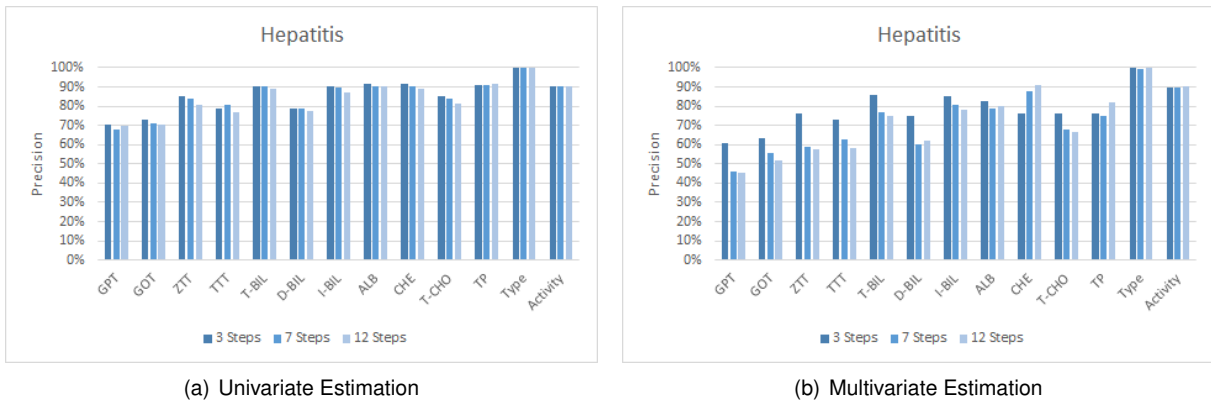 Hepatitis
100%
90%
80%
70%
60%
50%
40%
30%
20%
10%
0%
Precision
GPT
GOT
ZTT
TTT
T-BIL
D-BIL
I-BIL
ALB
CHE
T-CHO
TP
Type
Activity
3 Steps 7 Steps 12 Steps
(a) Univariate Estimation
Hepatitis
100%
90%
80%
70%
60%
50%
40%
30%
20%
10%
0%
Precision
GPT
GOT
ZTT
TTT
T-BIL
D-BIL
I-BIL
ALB
CHE
T-CHO
TP
Type
Activity
3 Steps 7 Steps 12 Steps
(b) Multivariate Estimation